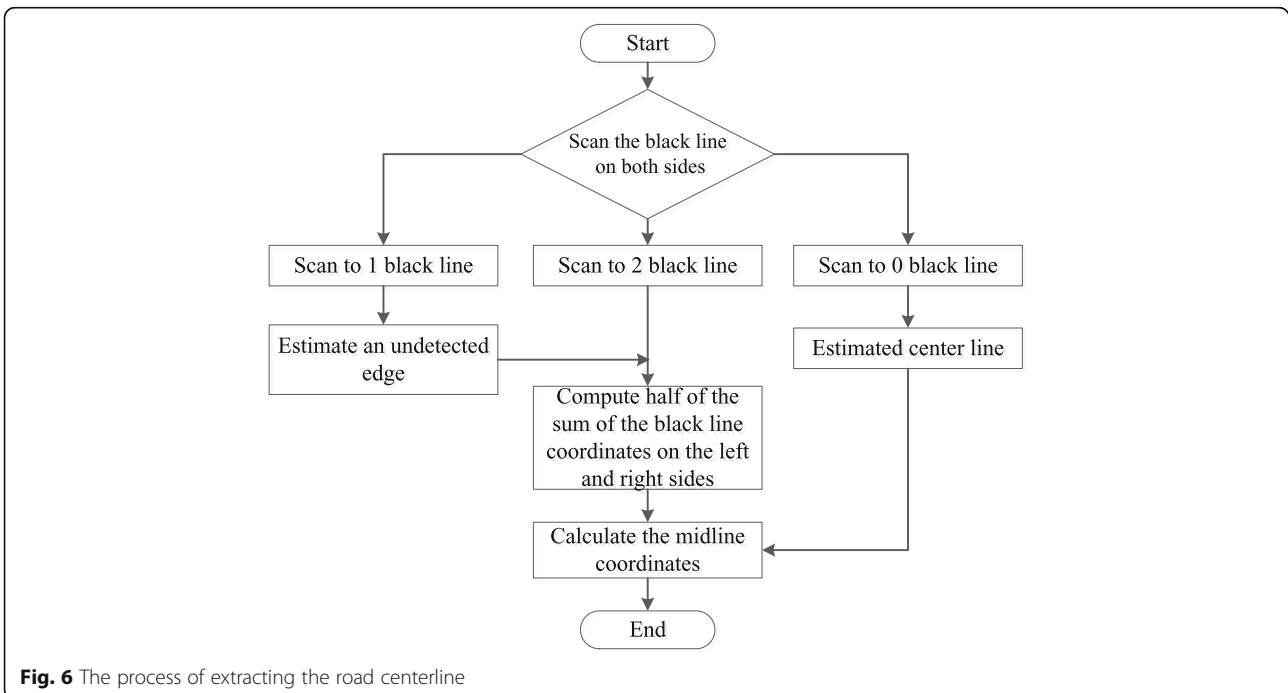 Start
Scan the black line
on both sides
Scan to 1 black line
Scan to 2 black line
Scan to 0 black line
Estimate an undetected
edge
Estimated center line
Compute half of the
sum of the black line
coordinates on the left
and right sides
Calculate the midline
coordinates
End
Fig. 6 The process of extracting the road centerline